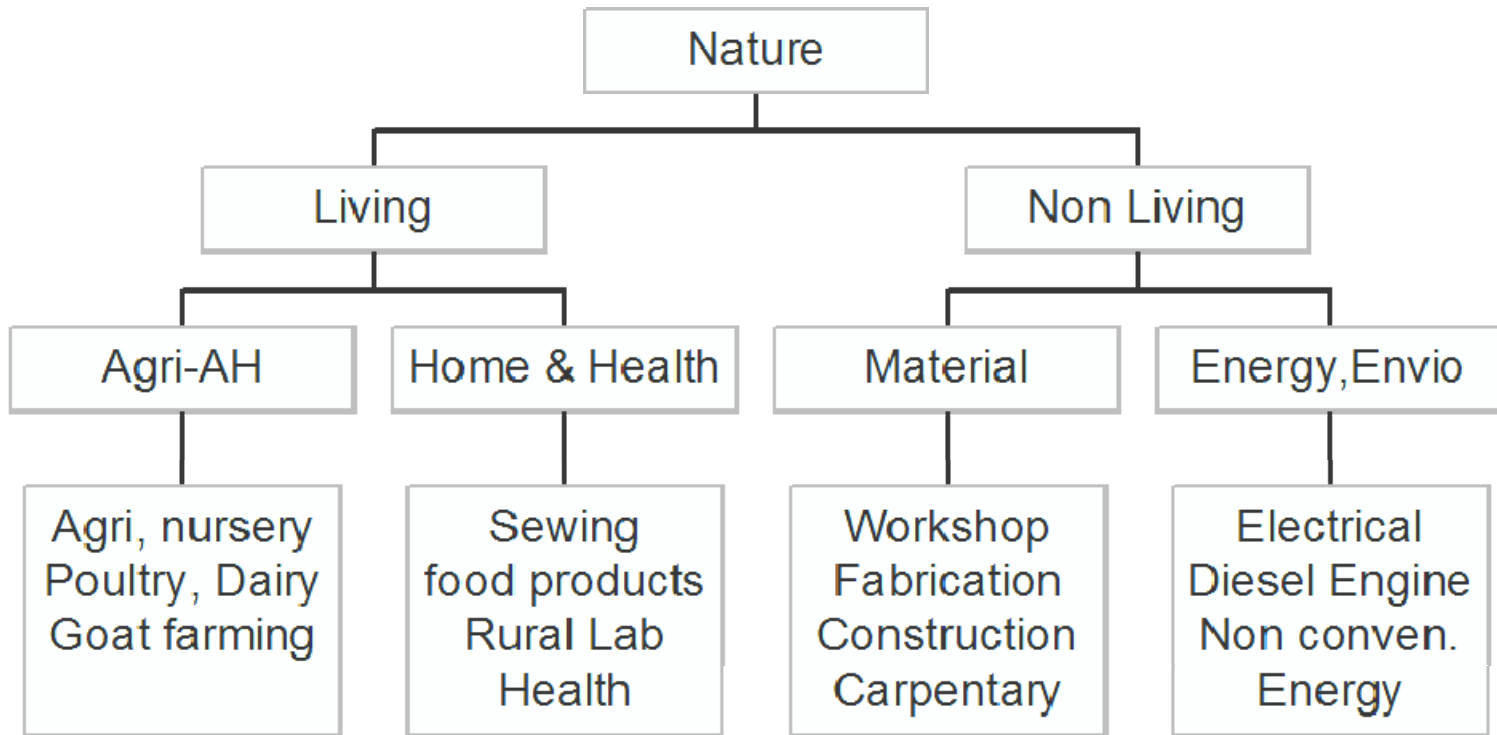 Nature
Living
Non Living
Agri-AH
Home & Health
Material
Energy,Envio
Agri, nursery
Poultry, Dairy
Goat farming
Sewing
food products
Rural Lab
Health
Workshop
Fabrication
Construction
Carpentary
Electrical
Diesel Engine
Non conven.
Energy